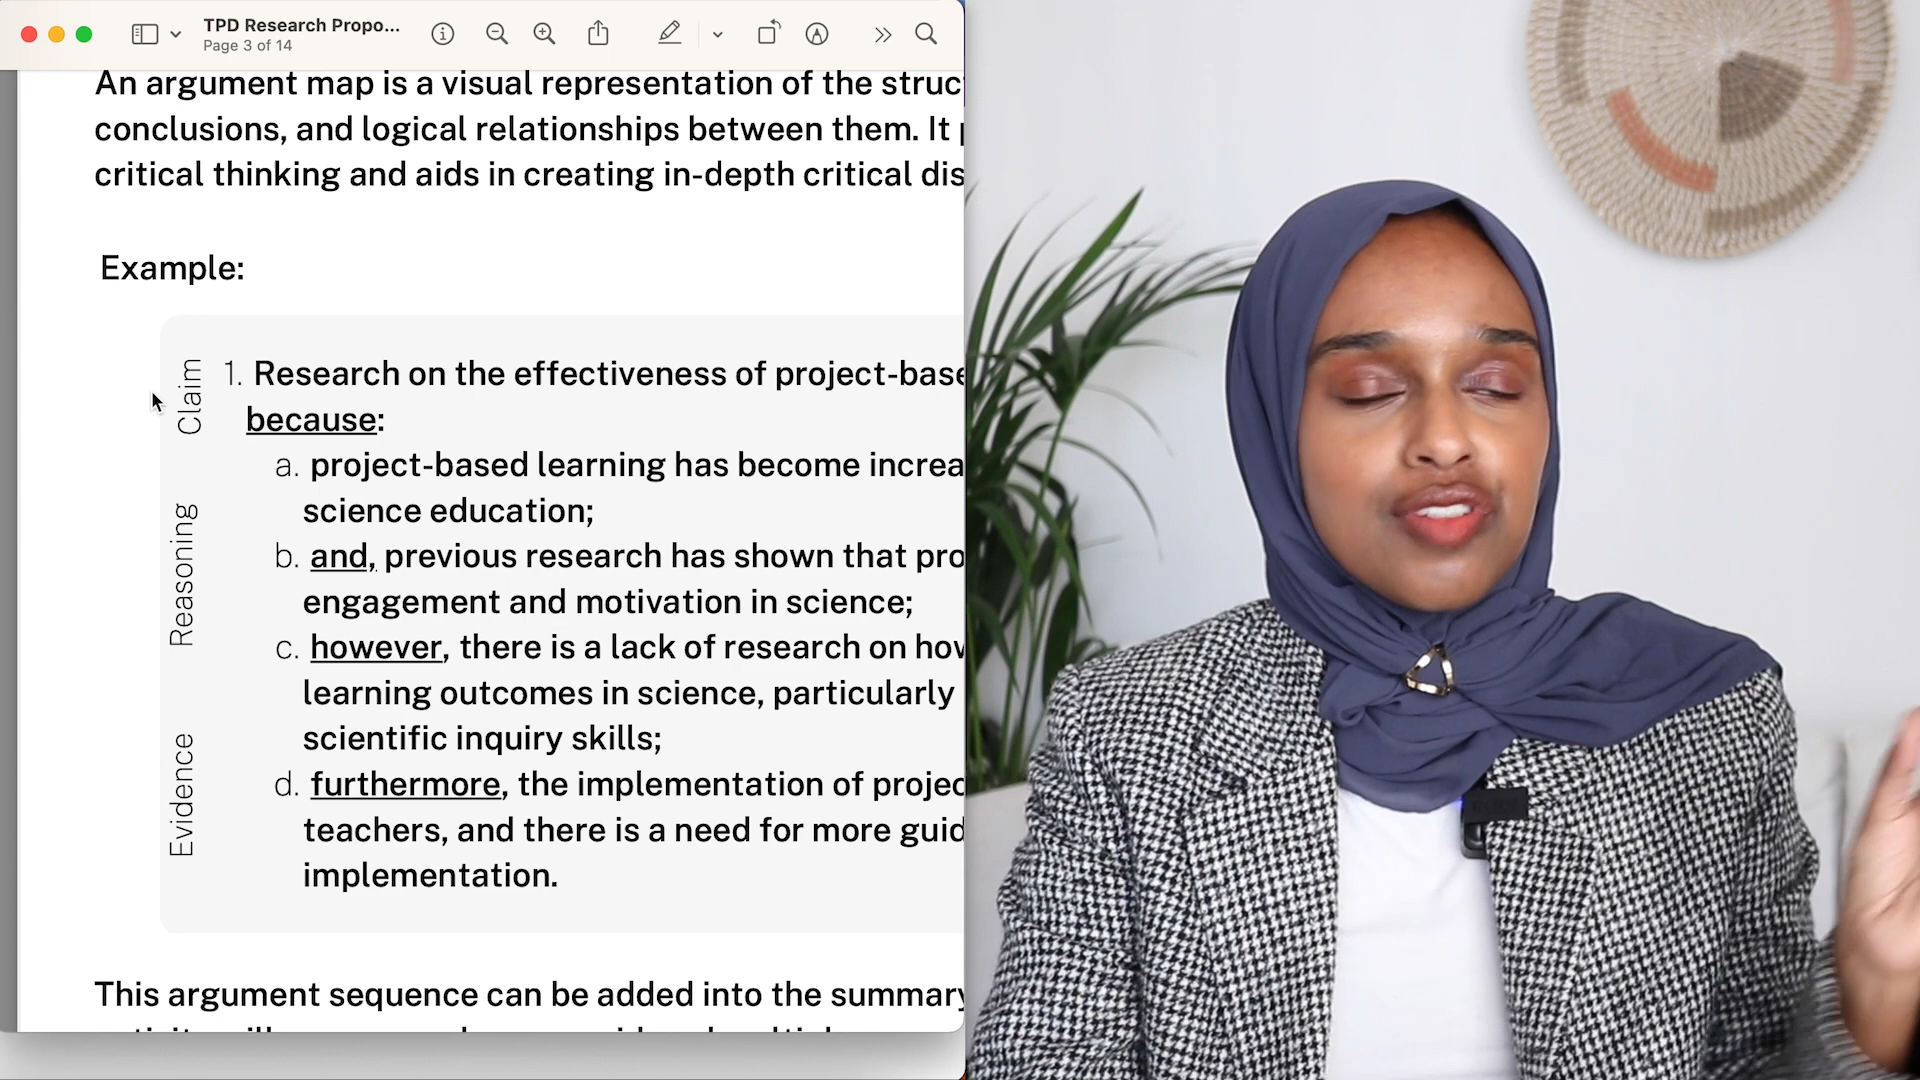 TPD Research Propo...
Page 3 of 14
An argument map is a visual representation of the struc
conclusions, and logical relationships between them. It
critical thinking and aids in creating in-depth critical dis
Example:
Claim
1. Research on the effectiveness of project-base
because:
a. project-based learning has become increa
science education;
Reasoning
b. and, previous research has shown that pro
engagement and motivation in science;
c. however, there is a lack of research on how
learning outcomes in science, particularly
scientific inquiry skills;
Evidence
d. furthermore, the implementation of projec
teachers, and there is a need for more guid
implementation.
This argument sequence can be added into the summary